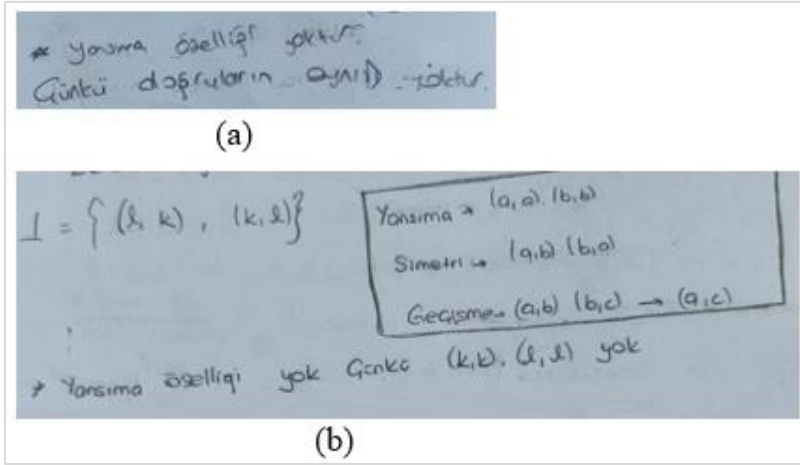 * Yansıma özelliği yoktur.
Çünkü doğruların aynısı yoktur.
(a)
⊥ = { (l, k) , (k, l)}
Yansıma → (a,a). (b,b)
Simetri → (a,b) (b,a)
Geçişme → (a,b) (b,c) → (a,c)
* Yansıma özelliği yok Çünkü (k,k). (l, l) yok
(b)